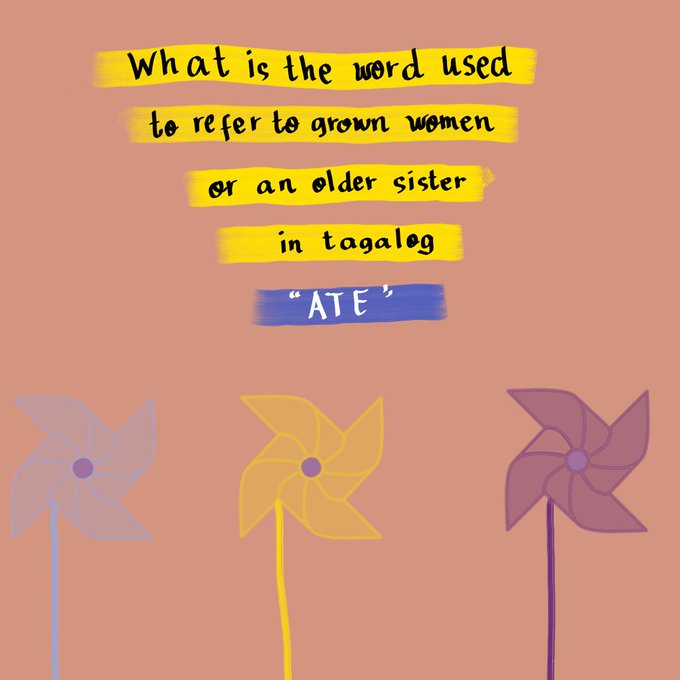 What is the word used
to refer to grown women
or an older sister
in tagalog
"ATE"